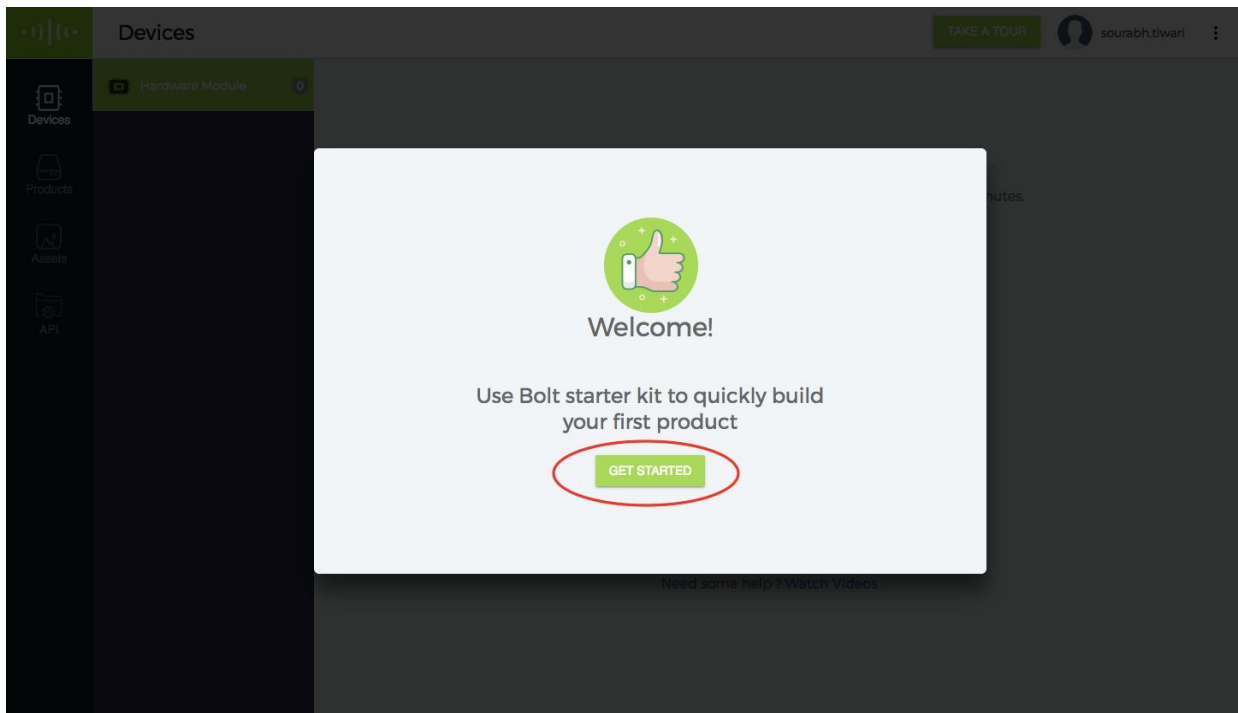 Devices
TAKE A TOUR
sourabh.tiwari
Hardware Module
0
Devices
Products
Assets
API
nutes.
Welcome!
Use Bolt starter kit to quickly build
your first product
GET STARTED
Need some help ? Watch Videos